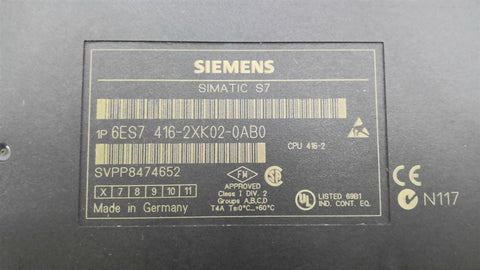 SIEMENS
SIMATIC S7
1P 6ES7 416-2XK02-0AB0
CPU 416-2
SVPP8474652
X 7 8 9 10 11
Made in Germany
FM
APPROVED
Class I DIV. 2
Groups A,B,C,D
T4A Ta:0°C...+60°C
UL LISTED 69B1
IND. CONT. EQ.
CE
N117